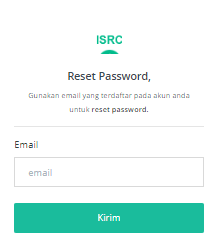 ISRC
Reset Password,
Gunakan email yang terdaftar pada akun anda
untuk reset password.
Email
email
Kirim